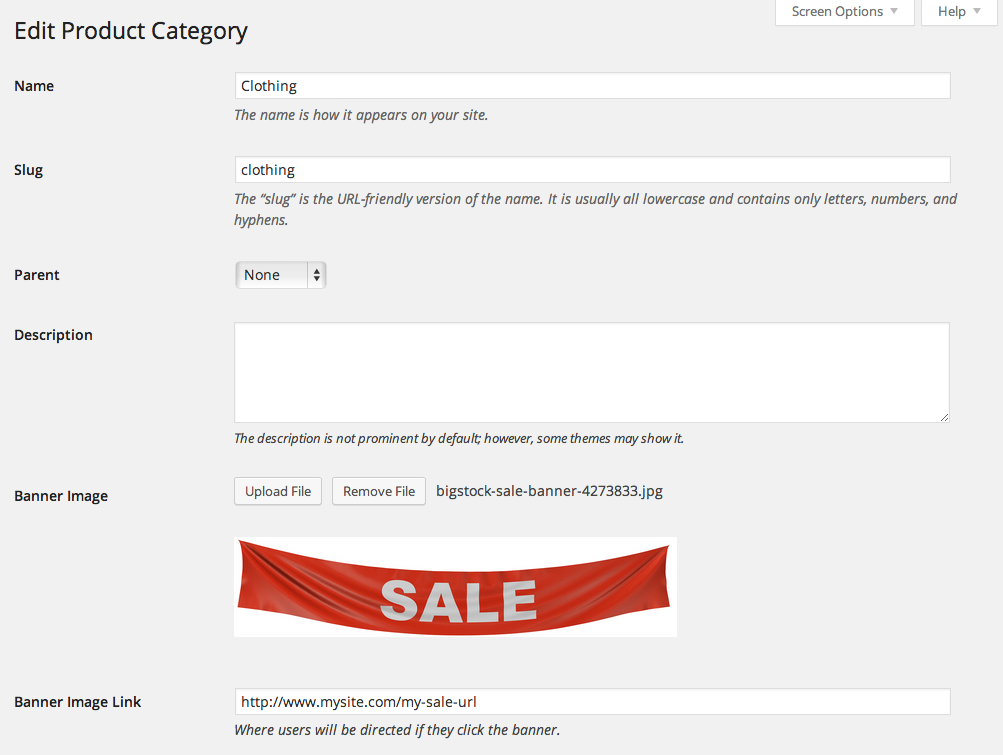 Screen Options
Help
Edit Product Category
Name
Clothing
The name is how it appears on your site.
Slug
clothing
The “slug” is the URL-friendly version of the name. It is usually all lowercase and contains only letters, numbers, and
hyphens.
Parent
None
Description
The description is not prominent by default; however, some themes may show it.
Banner Image
Upload File
Remove File
bigstock-sale-banner-4273833.jpg
SALE
Banner Image Link
http://www.mysite.com/my-sale-url
Where users will be directed if they click the banner.